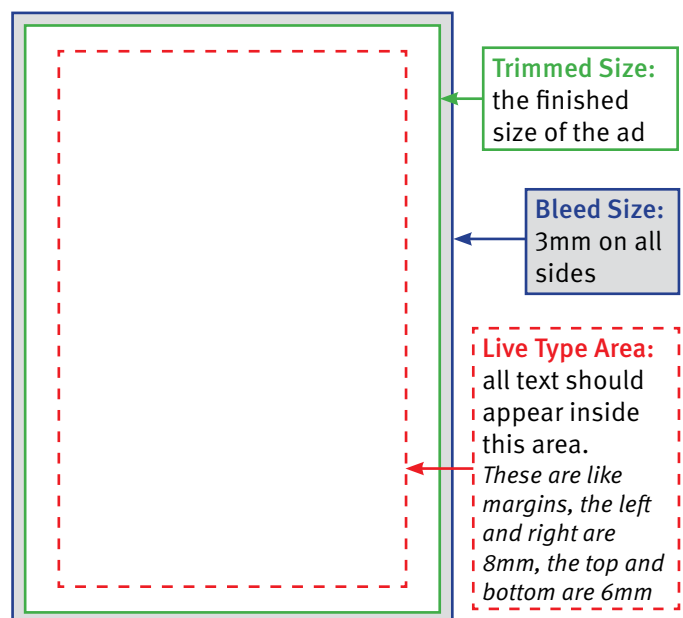 Trimmed Size:
the finished
size of the ad
Bleed Size:
3mm on all
sides
Live Type Area:
all text should
appear inside
this area.
These are like
margins, the left
and right are
8mm, the top and
bottom are 6mm